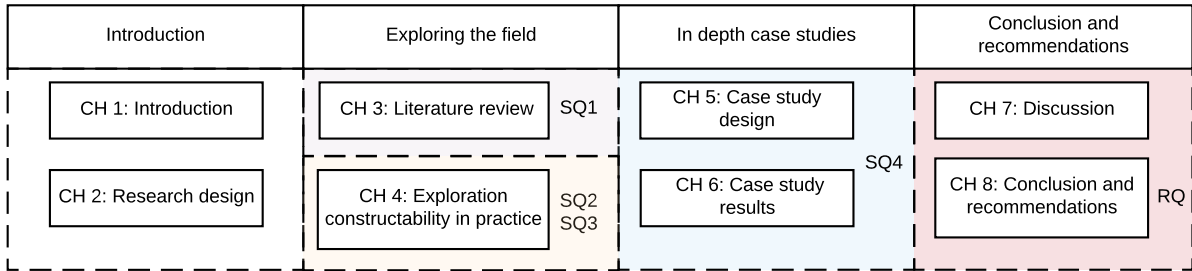 Introduction
Exploring the field
In depth case studies
Conclusion and
recommendations
CH 1: Introduction
CH 2: Research design
CH 3: Literature review
SQ1
CH 4: Exploration
constructability in practice
SQ2
SQ3
CH 5: Case study
design
CH 6: Case study
results
SQ4
CH 7: Discussion
CH 8: Conclusion and
recommendations
RQ